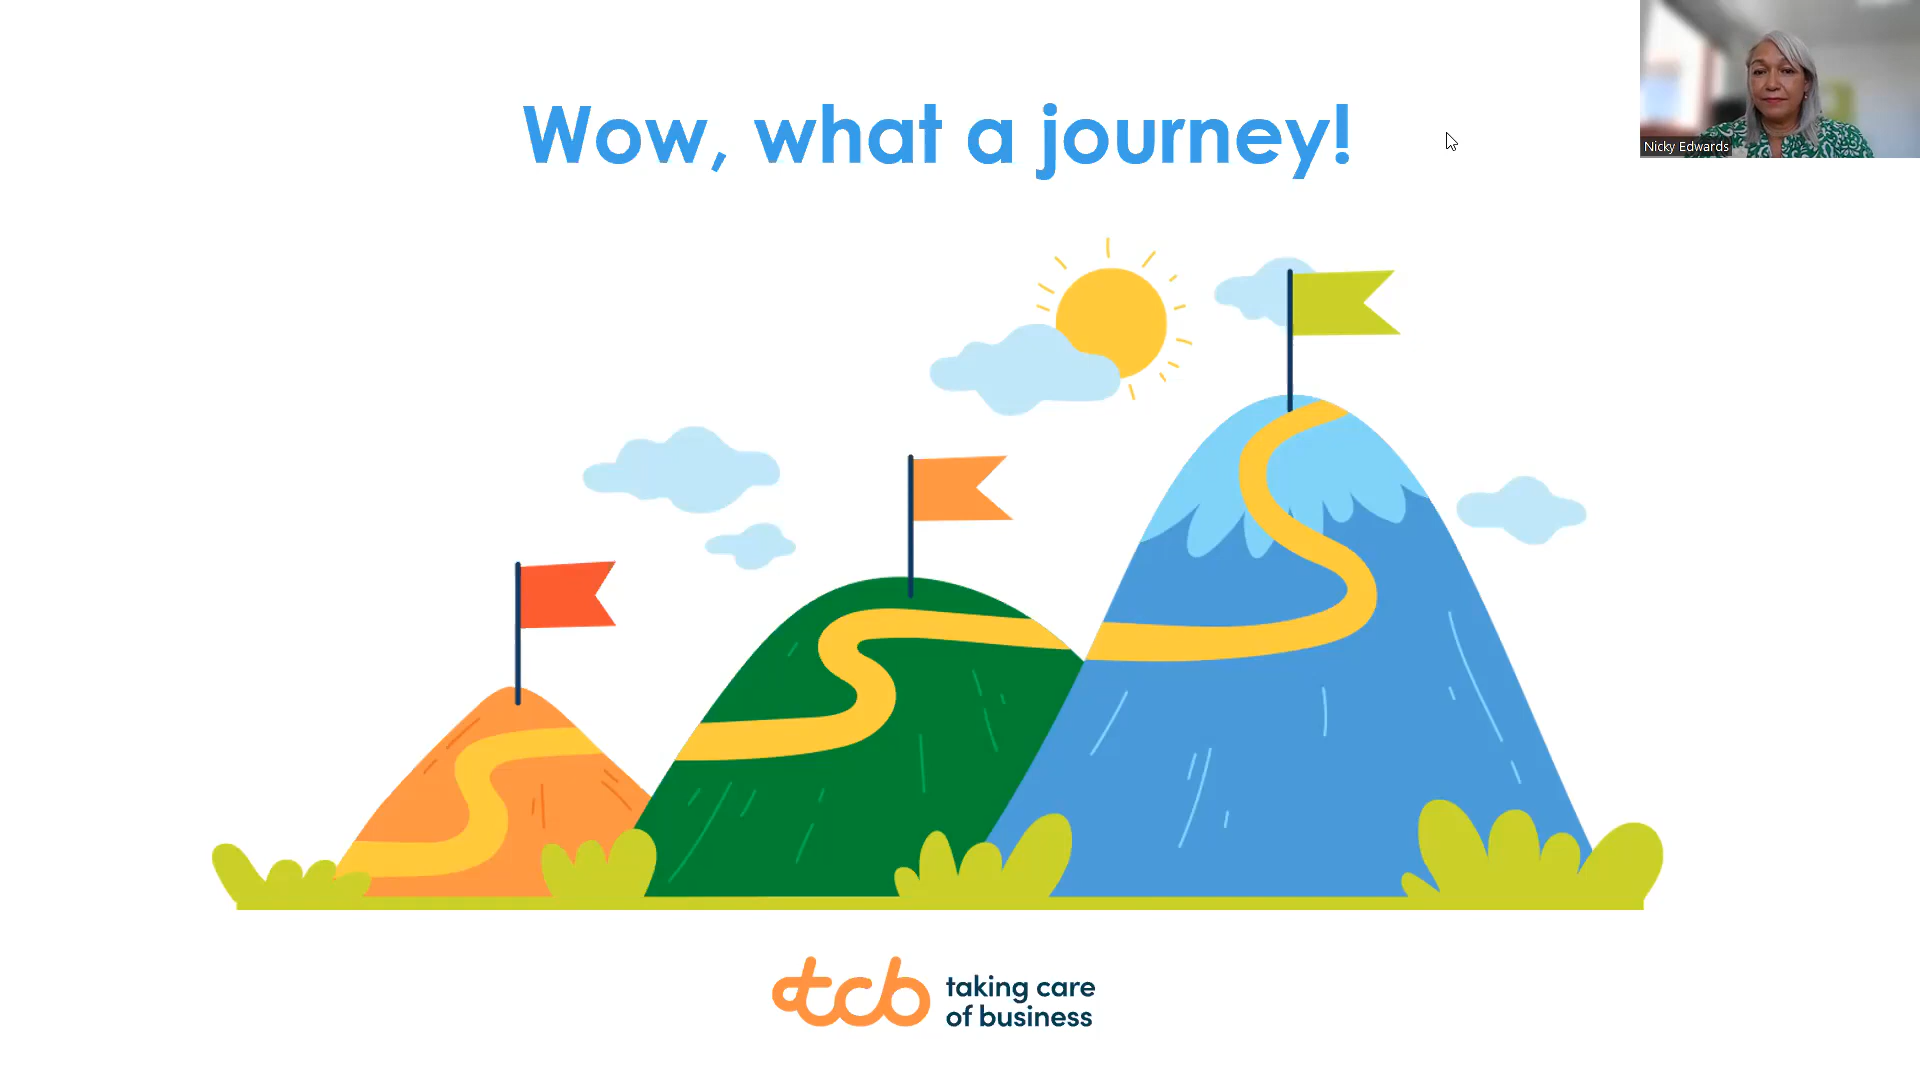 Wow, what a journey!
Nicky Edwards
tcb
taking care
of business